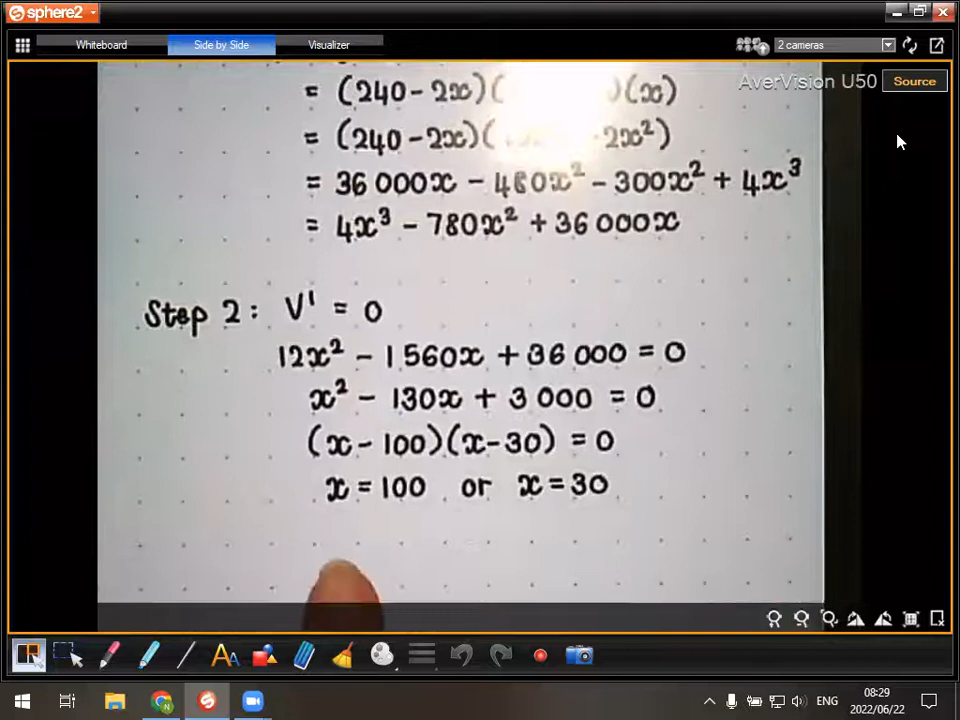 sphere2
Whiteboard Side by Side Visualizer 2 cameras
AverVision U50 Source
= (240 - 2x)( )(x)
= (240 - 2x)( - 2x²)
= 36 000x - 480x² - 300x² + 4x³
= 4x³ - 780x² + 36 000x
Step 2: V' = 0
12x² - 1 560x + 36 000 = 0
x² - 130x + 3 000 = 0
(x - 100)(x - 30) = 0
x = 100 or x = 30
ENG 08:29
2022/06/22